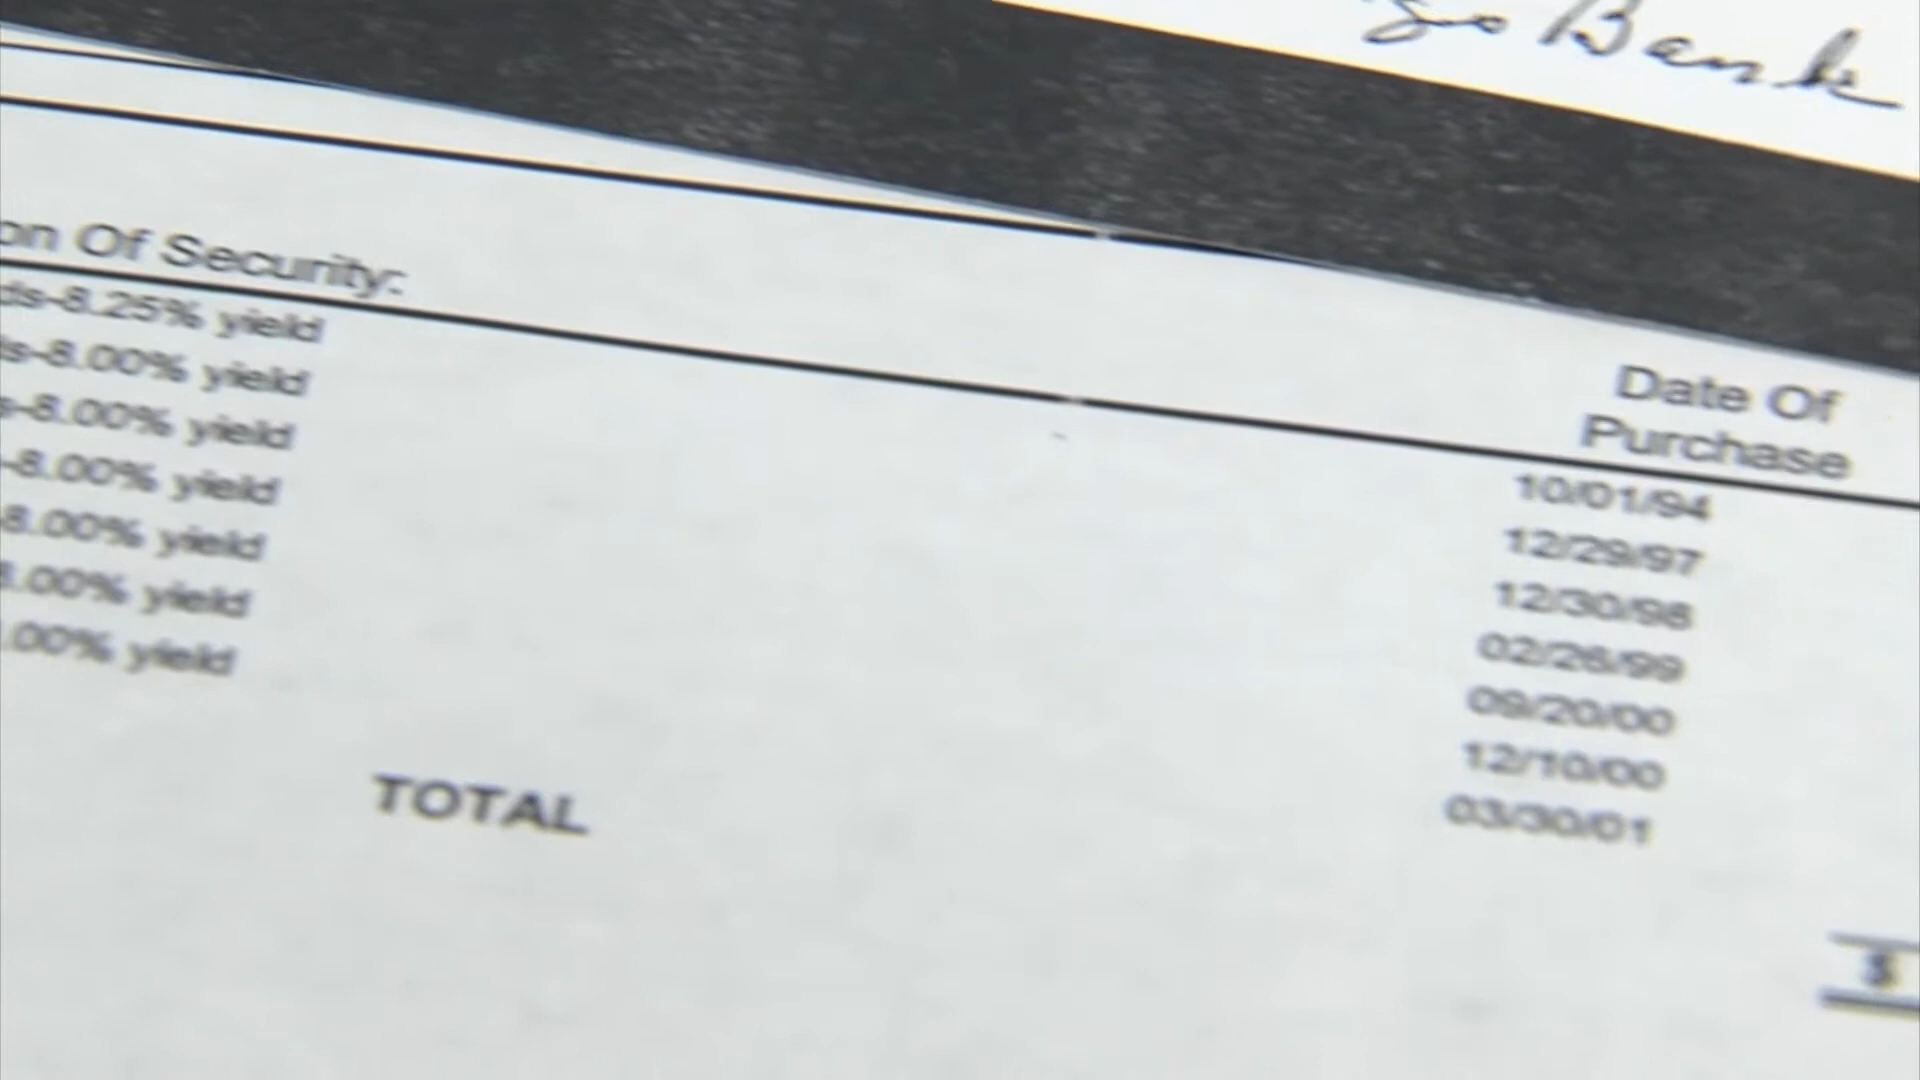 Bank
on Of Security:
Date Of
Purchase
ds-8.25% yield
10/01/94
ds-8.00% yield
12/29/97
s-8.00% yield
12/30/98
-8.00% yield
02/26/99
8.00% yield
09/20/00
8.00% yield
12/10/00
.00% yield
03/30/01
TOTAL
$